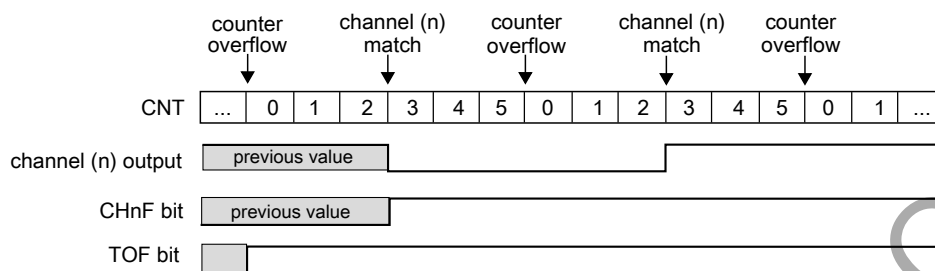 counter overflow
channel (n) match
counter overflow
channel (n) match
counter overflow
CNT ... 0 1 2 3 4 5 0 1 2 3 4 5 0 1 ...
channel (n) output previous value
CHnF bit previous value
TOF bit